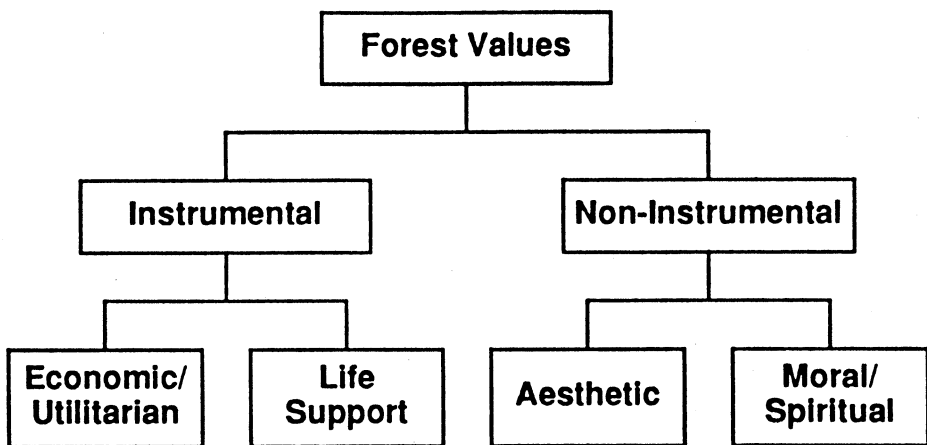 Forest Values
Instrumental
Non-Instrumental
Economic/
Utilitarian
Life
Support
Aesthetic
Moral/
Spiritual